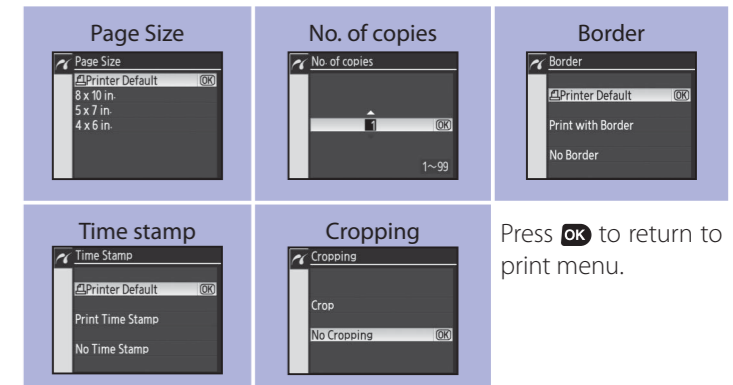 Page Size
Page Size
Printer Default OK
8 x 10 in.
5 x 7 in.
4 x 6 in.
No. of copies
No. of copies
1 OK
1~99
Border
Border
Printer Default OK
Print with Border
No Border
Time stamp
Time Stamp
Printer Default OK
Print Time Stamp
No Time Stamp
Cropping
Cropping
Crop
No Cropping OK
Press OK to return to
print menu.